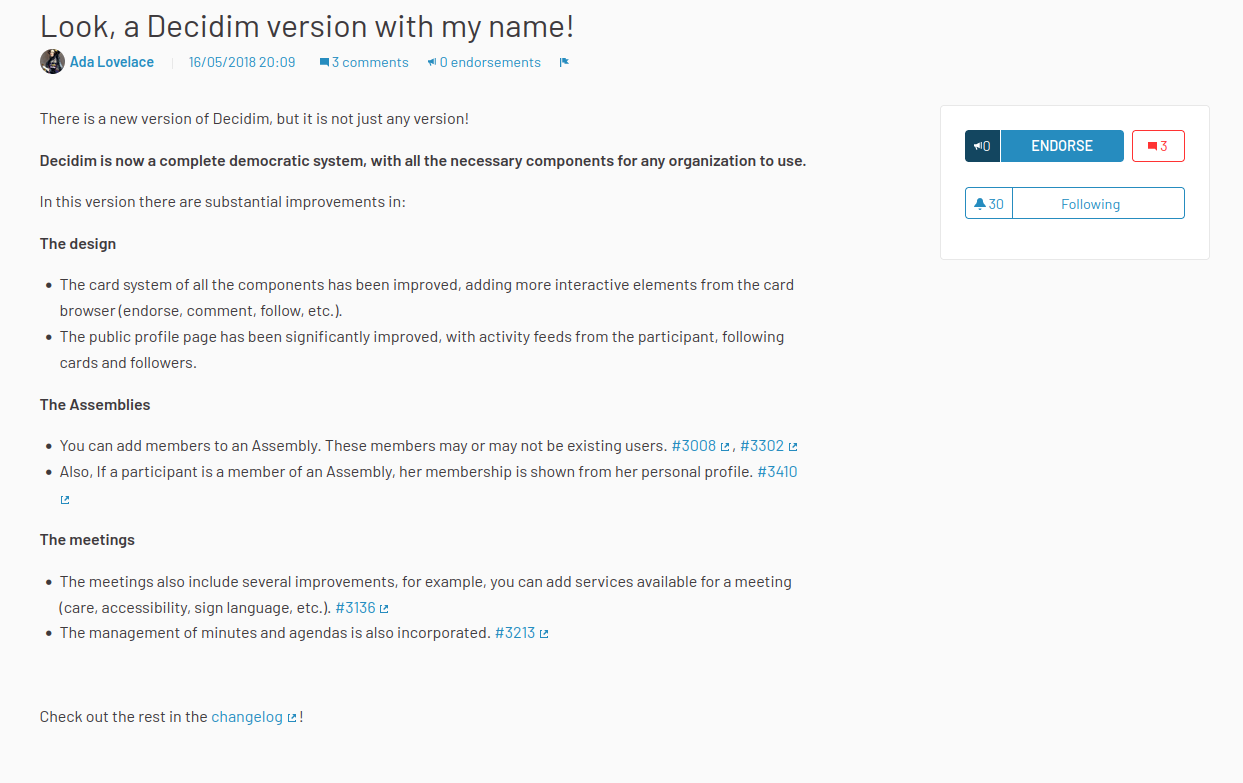 Look, a Decidim version with my name!
Ada Lovelace 16/05/2018 20:09 3 comments 0 endorsements
There is a new version of Decidim, but it is not just any version!
0 ENDORSE 3
Decidim is now a complete democratic system, with all the necessary components for any organization to use.
In this version there are substantial improvements in:
30 Following
The design
The card system of all the components has been improved, adding more interactive elements from the card
browser (endorse, comment, follow, etc.).
The public profile page has been significantly improved, with activity feeds from the participant, following
cards and followers.
The Assemblies
You can add members to an Assembly. These members may or may not be existing users. #3008 , #3302
Also, If a participant is a member of an Assembly, her membership is shown from her personal profile. #3410
The meetings
The meetings also include several improvements, for example, you can add services available for a meeting
(care, accessibility, sign language, etc.). #3136
The management of minutes and agendas is also incorporated. #3213
Check out the rest in the changelog !